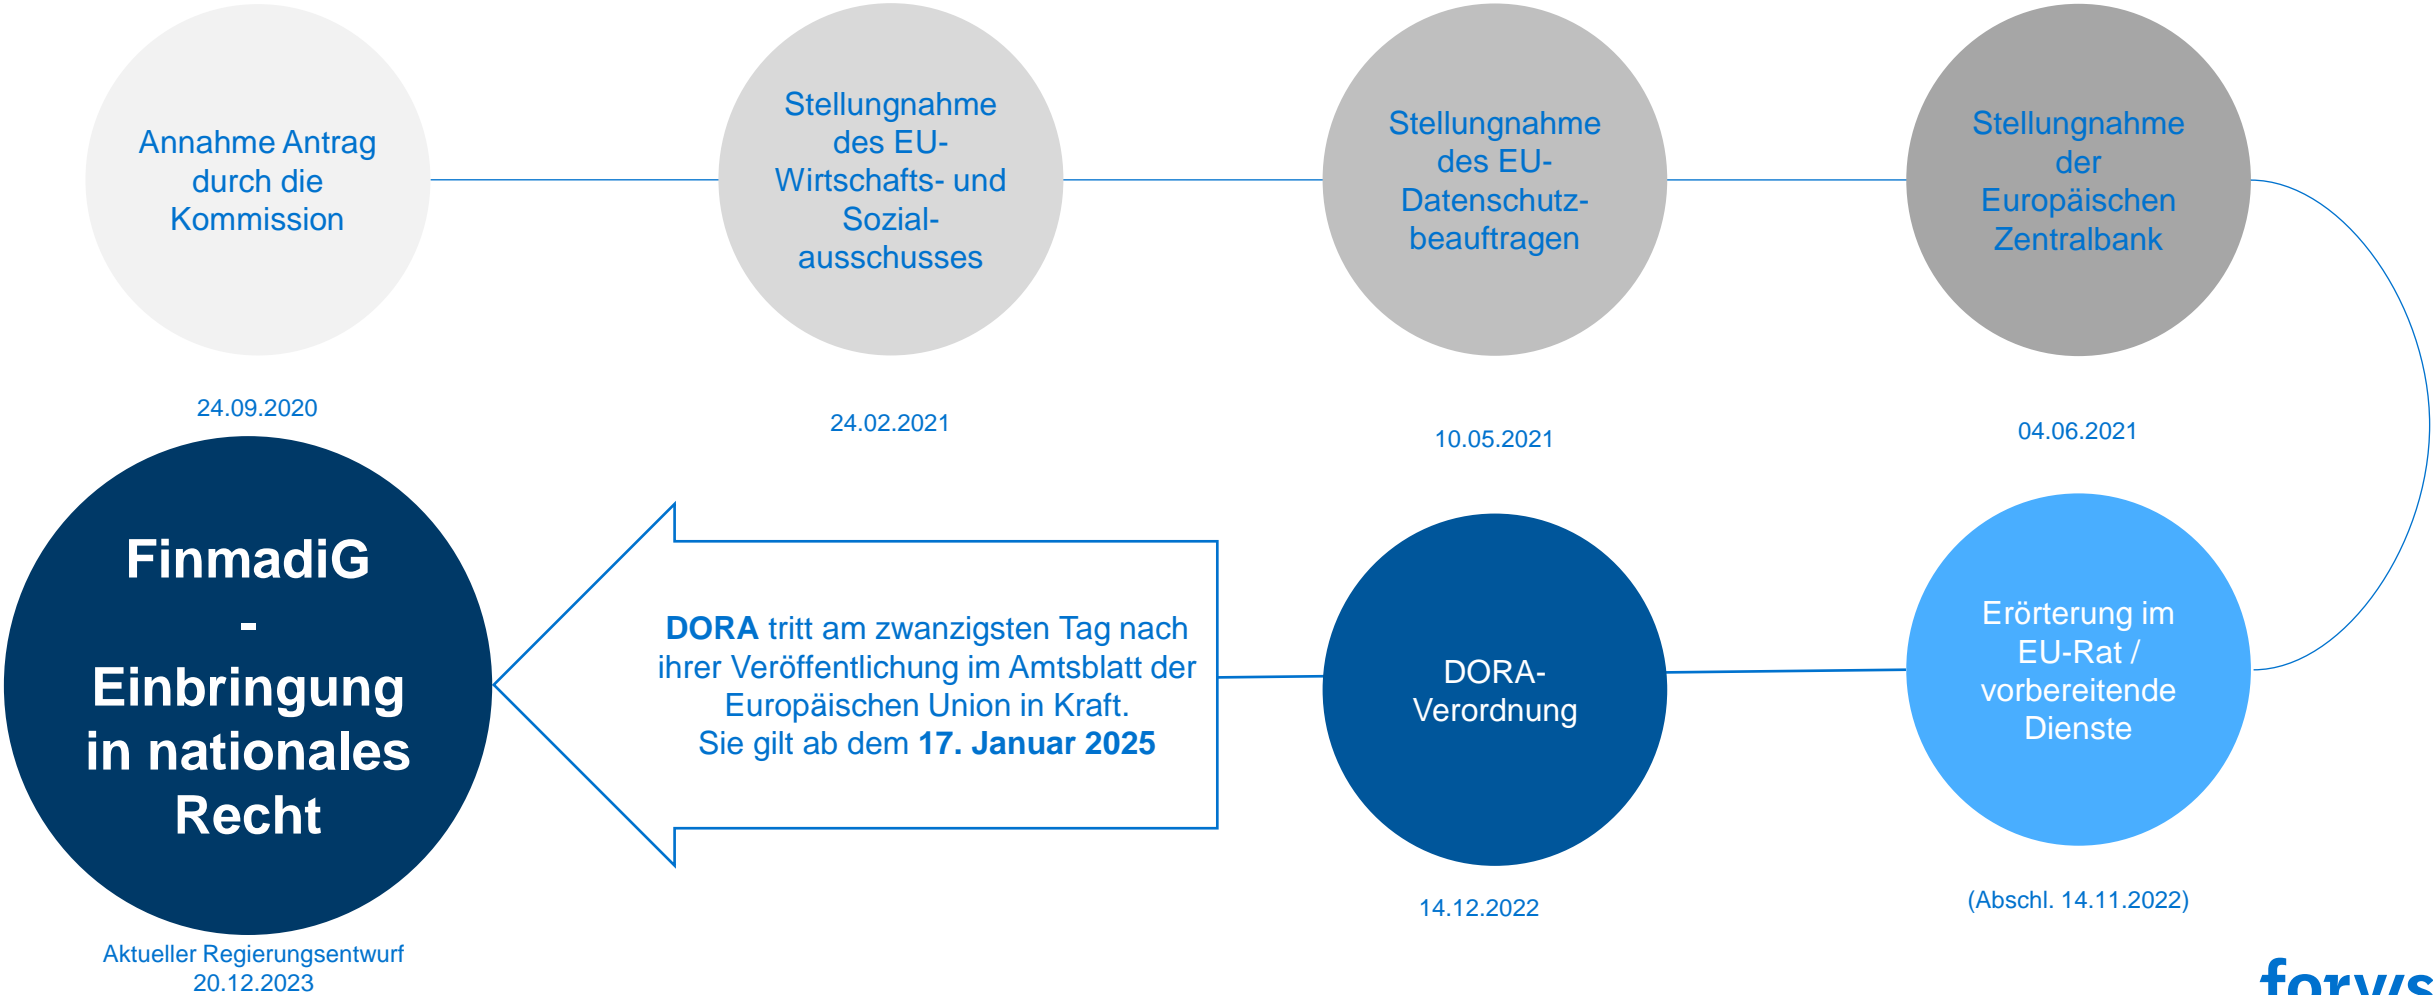 Annahme Antrag
durch die
Kommission
24.09.2020
Stellungnahme
des EU-
Wirtschafts- und
Sozial-
ausschusses
24.02.2021
Stellungnahme
des EU-
Datenschutz-
beauftragen
10.05.2021
Stellungnahme
der
Europäischen
Zentralbank
04.06.2021
Erörterung im
EU-Rat /
vorbereitende
Dienste
(Abschl. 14.11.2022)
DORA-
Verordnung
14.12.2022
DORA tritt am zwanzigsten Tag nach
ihrer Veröffentlichung im Amtsblatt der
Europäischen Union in Kraft.
Sie gilt ab dem 17. Januar 2025
FinmadiG
-
Einbringung
in nationales
Recht
Aktueller Regierungsentwurf
20.12.2023